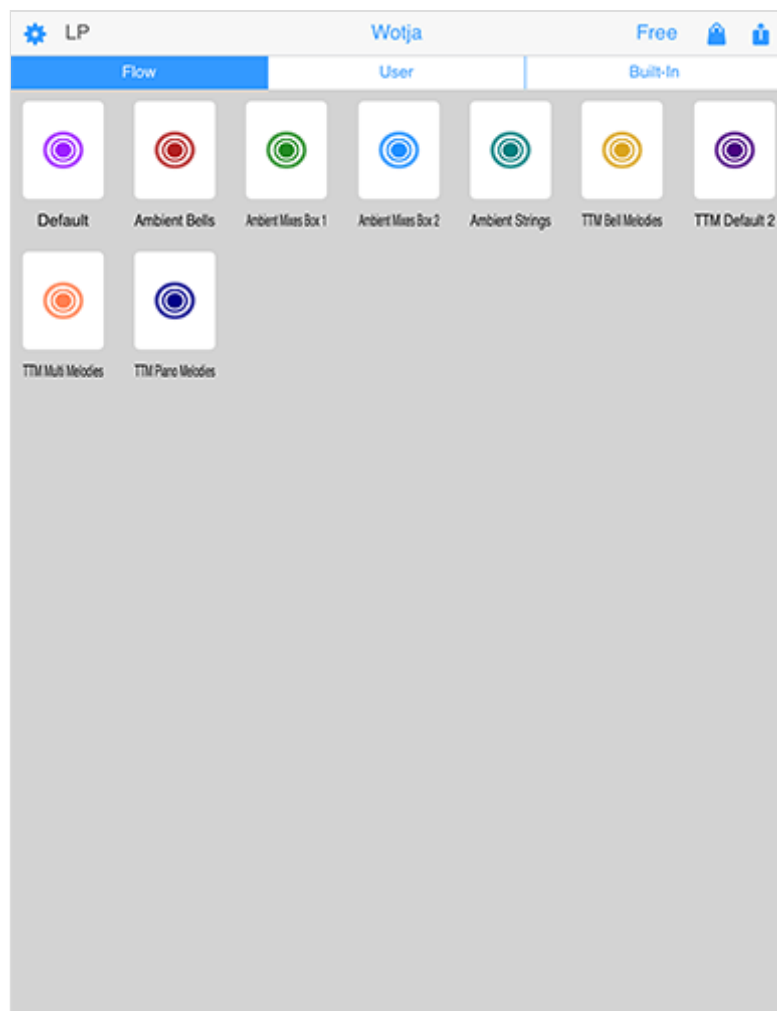 LP Wotja Free
Flow User Built-In
Default Ambient Bells Ambient Mixes Box 1 Ambient Mixes Box 2 Ambient Strings TTM Bell Melodies TTM Default 2
TTM Multi Melodies TTM Piano Melodies